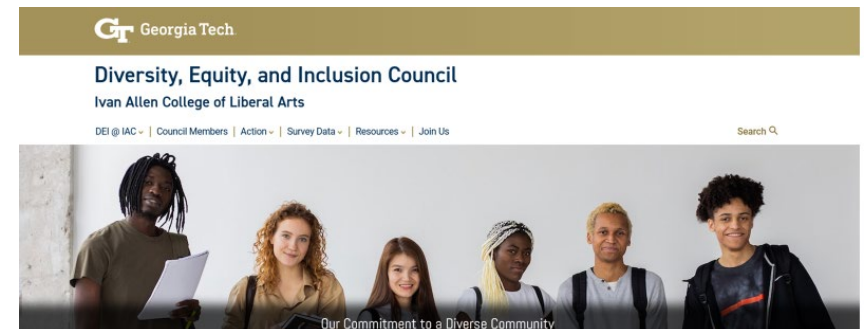 GT Georgia Tech
Diversity, Equity, and Inclusion Council
Ivan Allen College of Liberal Arts
DEI @ IAC | Council Members | Action | Survey Data | Resources | Join Us Search
Our Commitment to a Diverse Community